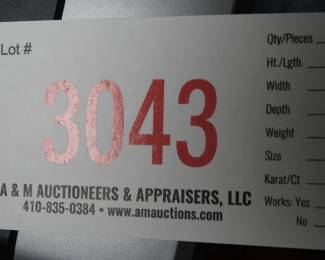 Lot #
3043
A & M AUCTIONEERS & APPRAISERS, LLC
410-835-0384 • www.amauctions.com
Qty/Pieces
Ht./Lgth.
Width
Depth
Weight
Size
Karat/Ct
Works: Yes
No